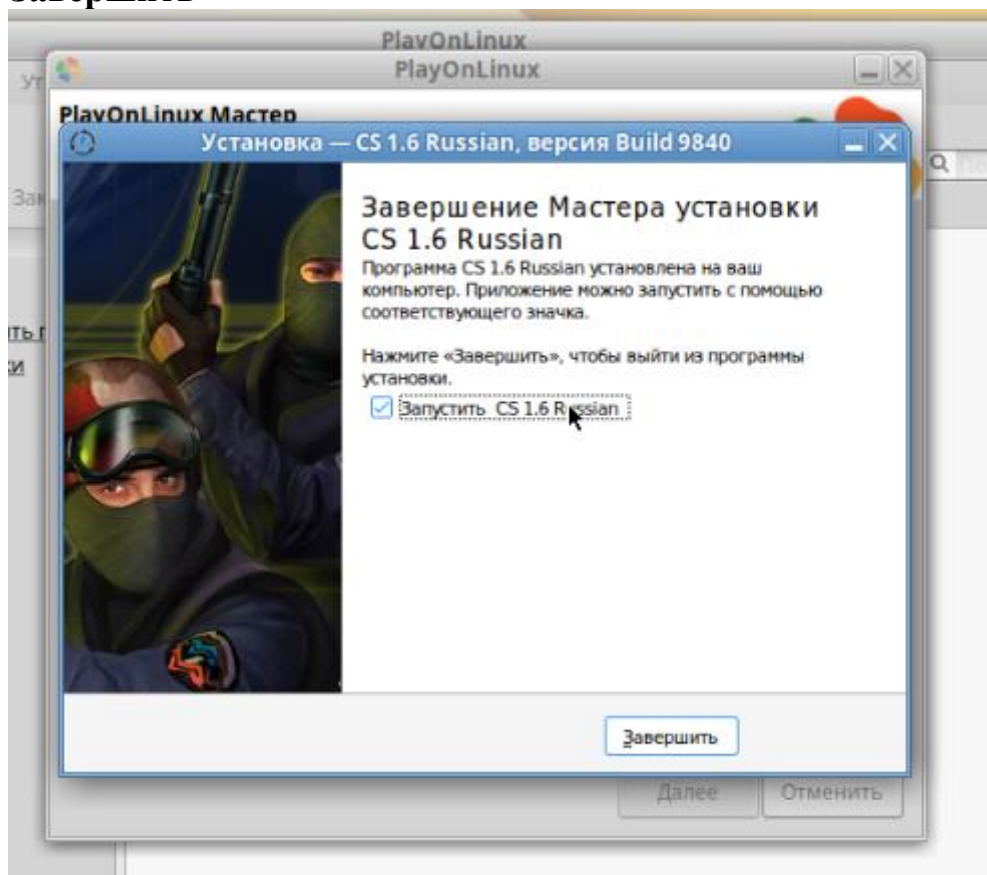 Завершить
PlayOnLinux
PlayOnLinux
PlayOnLinux Мастер
Установка — CS 1.6 Russian, версия Build 9840
Завершение Мастера установки
CS 1.6 Russian
Программа CS 1.6 Russian установлена на ваш
компьютер. Приложение можно запустить с помощью
соответствующего значка.
Нажмите «Завершить», чтобы выйти из программы
установки.
Запустить CS 1.6 Russian
Завершить
Далее
Отменить